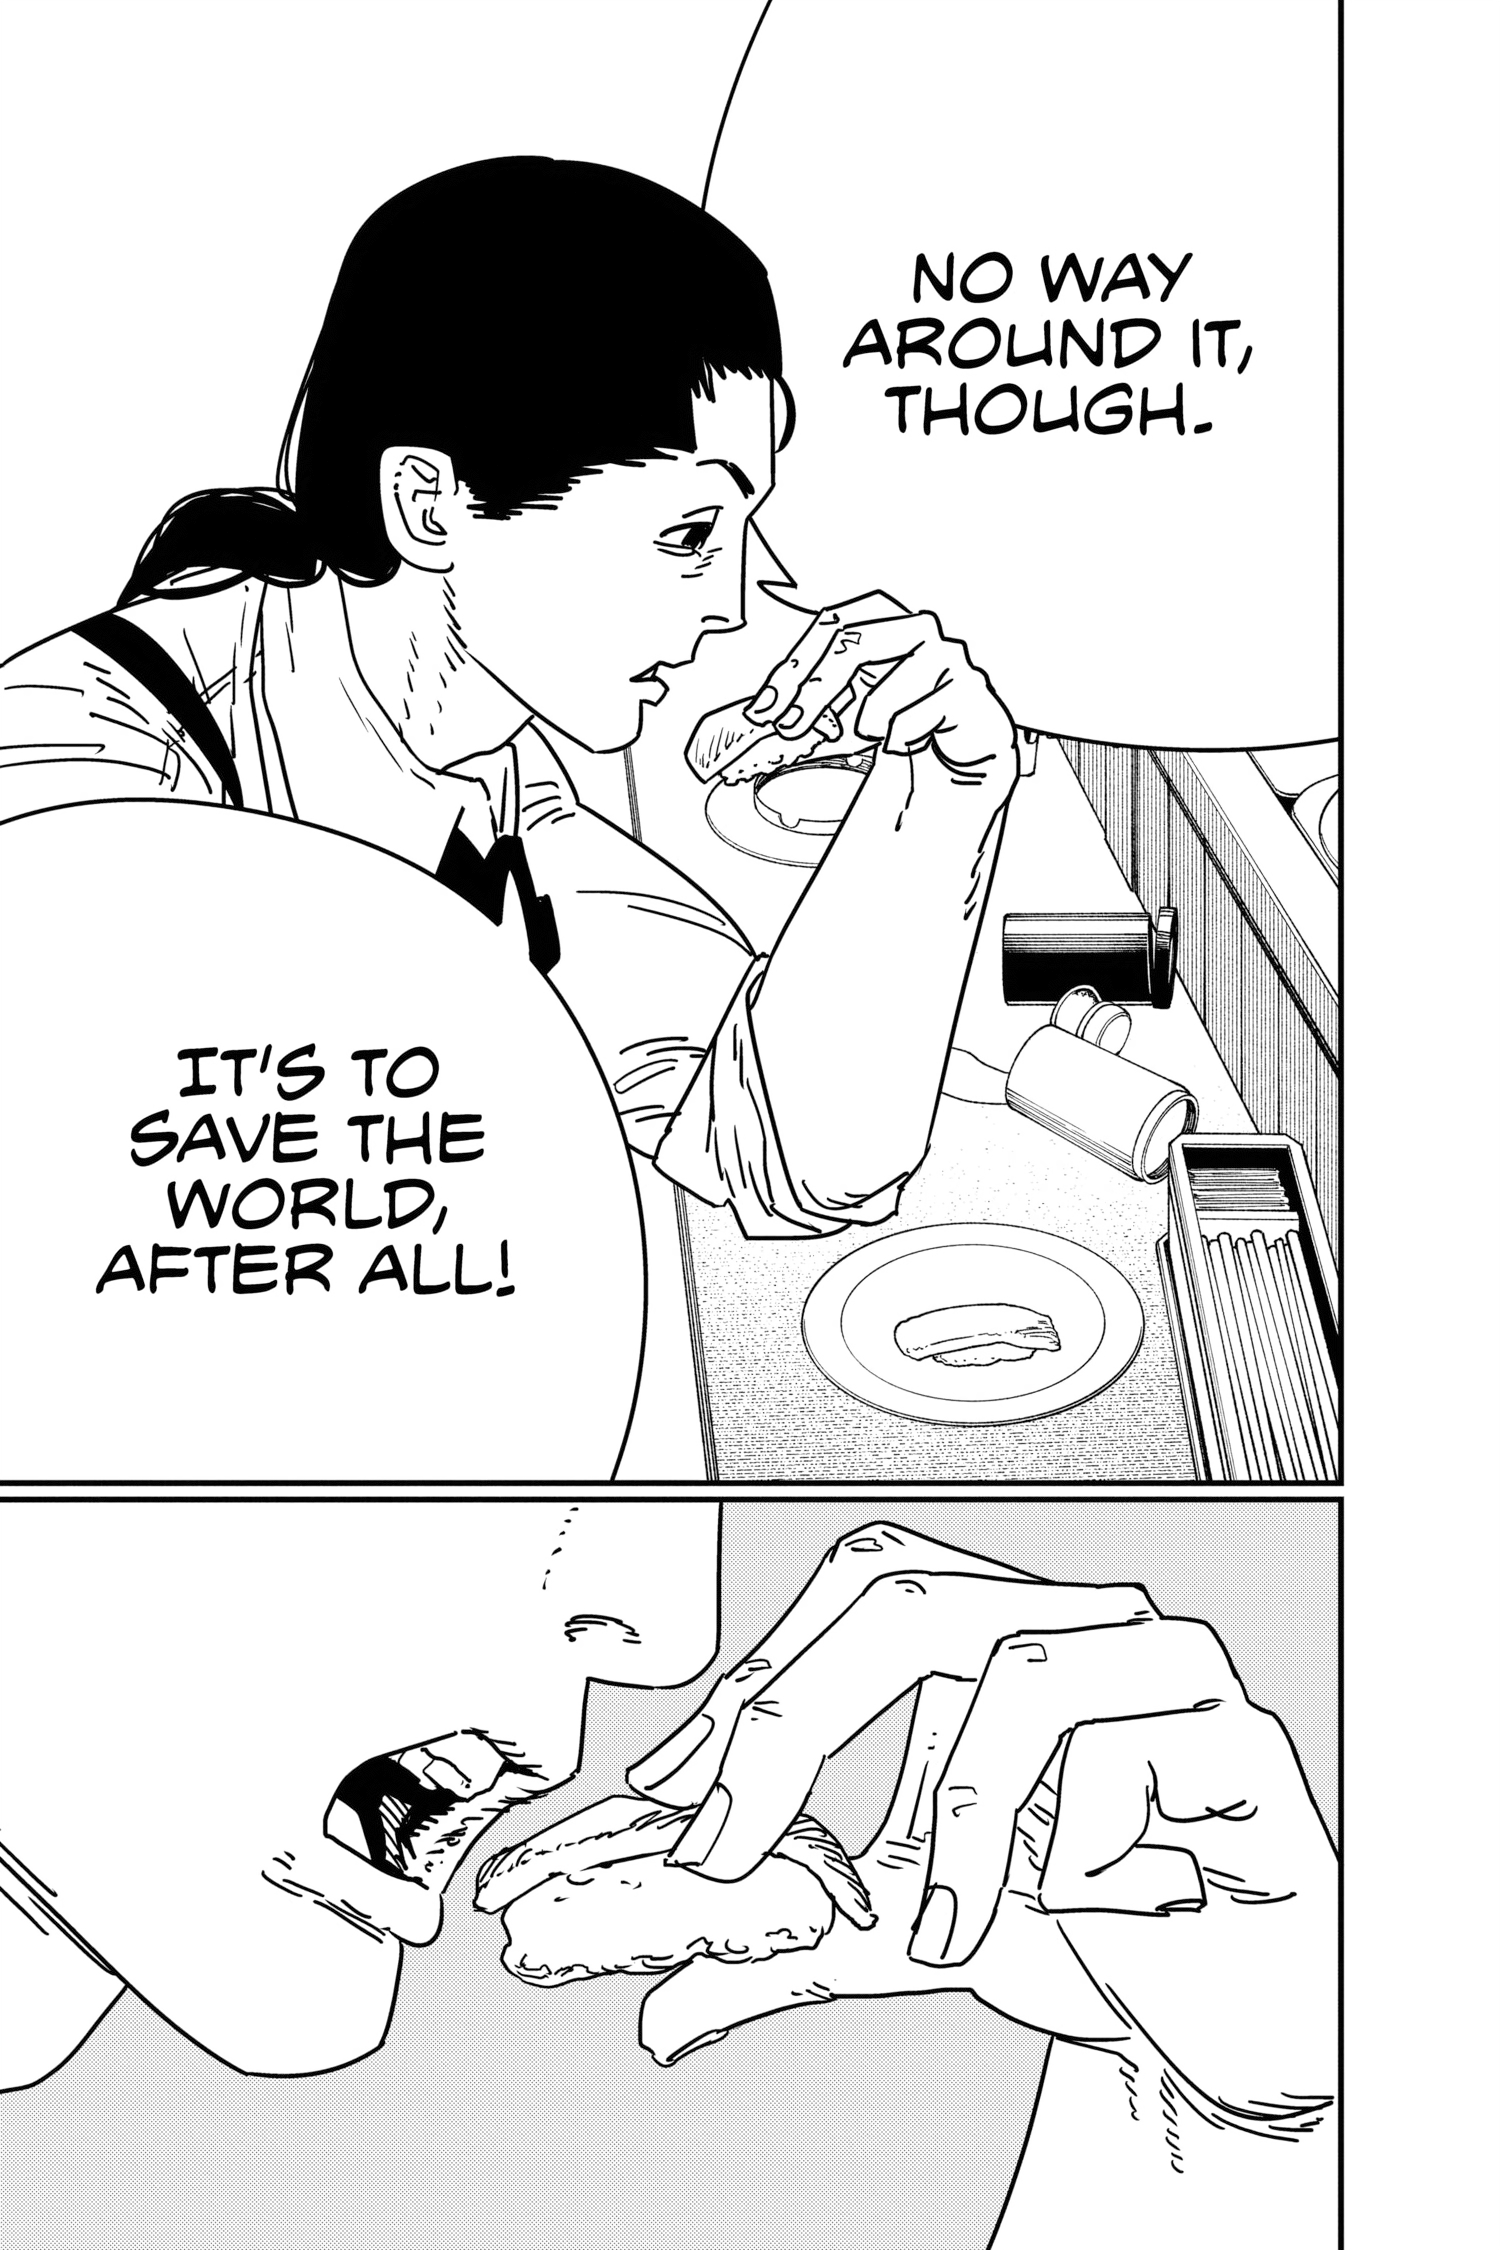 NO WAY
AROUND IT,
THOUGH.
IT'S TO
SAVE THE
WORLD,
AFTER ALL!